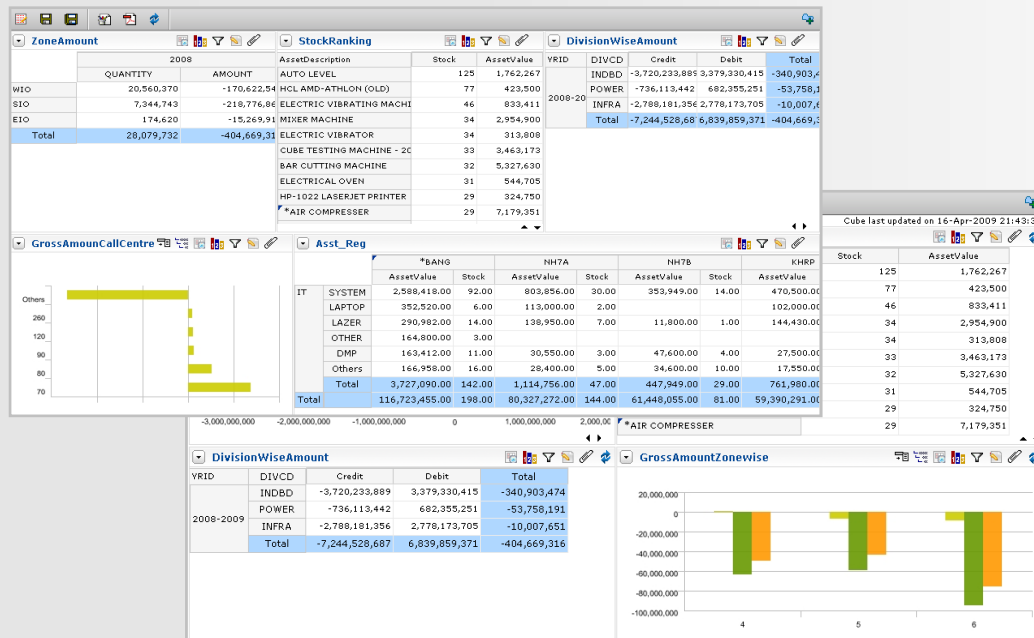 ZoneAmount
2008
QUANTITY AMOUNT
WIO 20,560,370 -170,622,54
SIO 7,344,743 -218,776,86
EIO 174,620 -15,269,91
Total 28,079,732 -404,669,31
StockRanking
AssetDescription Stock AssetValue
AUTO LEVEL 125 1,762,267
HCL AMD-ATHLON (OLD) 77 423,500
ELECTRIC VIBRATING MACHI 46 833,411
MIXER MACHINE 34 2,954,900
ELECTRIC VIBRATOR 34 313,808
CUBE TESTING MACHINE - 20 33 3,463,173
BAR CUTTING MACHINE 32 5,327,630
ELECTRICAL OVEN 31 544,705
HP-1022 LASERJET PRINTER 29 324,750
*AIR COMPRESSER 29 7,179,351
DivisionWiseAmount
YRID DIVCD Credit Debit Total
INDBD -3,720,233,889 3,379,330,415 -340,903,4
POWER -736,113,442 682,355,251 -53,758,1
2008-20
INFRA -2,788,181,356 2,778,173,705 -10,007,6
Total -7,244,528,68 6,839,859,371 -404,669,3
GrossAmounCallCentre
Others
260
120
90
80
70
Asst_Reg
*BANG NH7A NH7B KHRP
AssetValue Stock AssetValue Stock AssetValue Stock AssetValue
IT SYSTEM 2,588,418.00 92.00 803,856.00 30.00 353,949.00 14.00 470,500.00
LAPTOP 352,520.00 6.00 113,000.00 2.00 102,000.00
LAZER 290,982.00 14.00 138,950.00 7.00 11,800.00 1.00 144,430.00
OTHER 164,800.00 3.00
DMP 163,412.00 11.00 30,550.00 3.00 47,600.00 4.00 27,500.00
Others 166,958.00 16.00 28,400.00 5.00 34,600.00 10.00 17,550.00
Total 3,727,090.00 142.00 1,114,756.00 47.00 447,949.00 29.00 761,980.00
Total 116,723,455.00 198.00 80,327,272.00 144.00 61,448,055.00 81.00 59,390,291.00
Cube last updated on 16-Apr-2009 21:43:3
Stock AssetValue
125 1,762,267
77 423,500
46 833,411
34 2,954,900
34 313,808
33 3,463,173
32 5,327,630
31 544,705
29 324,750
*AIR COMPRESSER 29 7,179,351
-3,000,000,000 -2,000,000,000 -1,000,000,000 0 1,000,000,000 2,000,00
DivisionWiseAmount
YRID DIVCD Credit Debit Total
INDBD -3,720,233,889 3,379,330,415 -340,903,474
POWER -736,113,442 682,355,251 -53,758,191
2008-2009
INFRA -2,788,181,356 2,778,173,705 -10,007,651
Total -7,244,528,687 6,839,859,371 -404,669,316
GrossAmountZonewise
20,000,000
0
-20,000,000
-40,000,000
-60,000,000
-80,000,000
-100,000,000
4 5 6